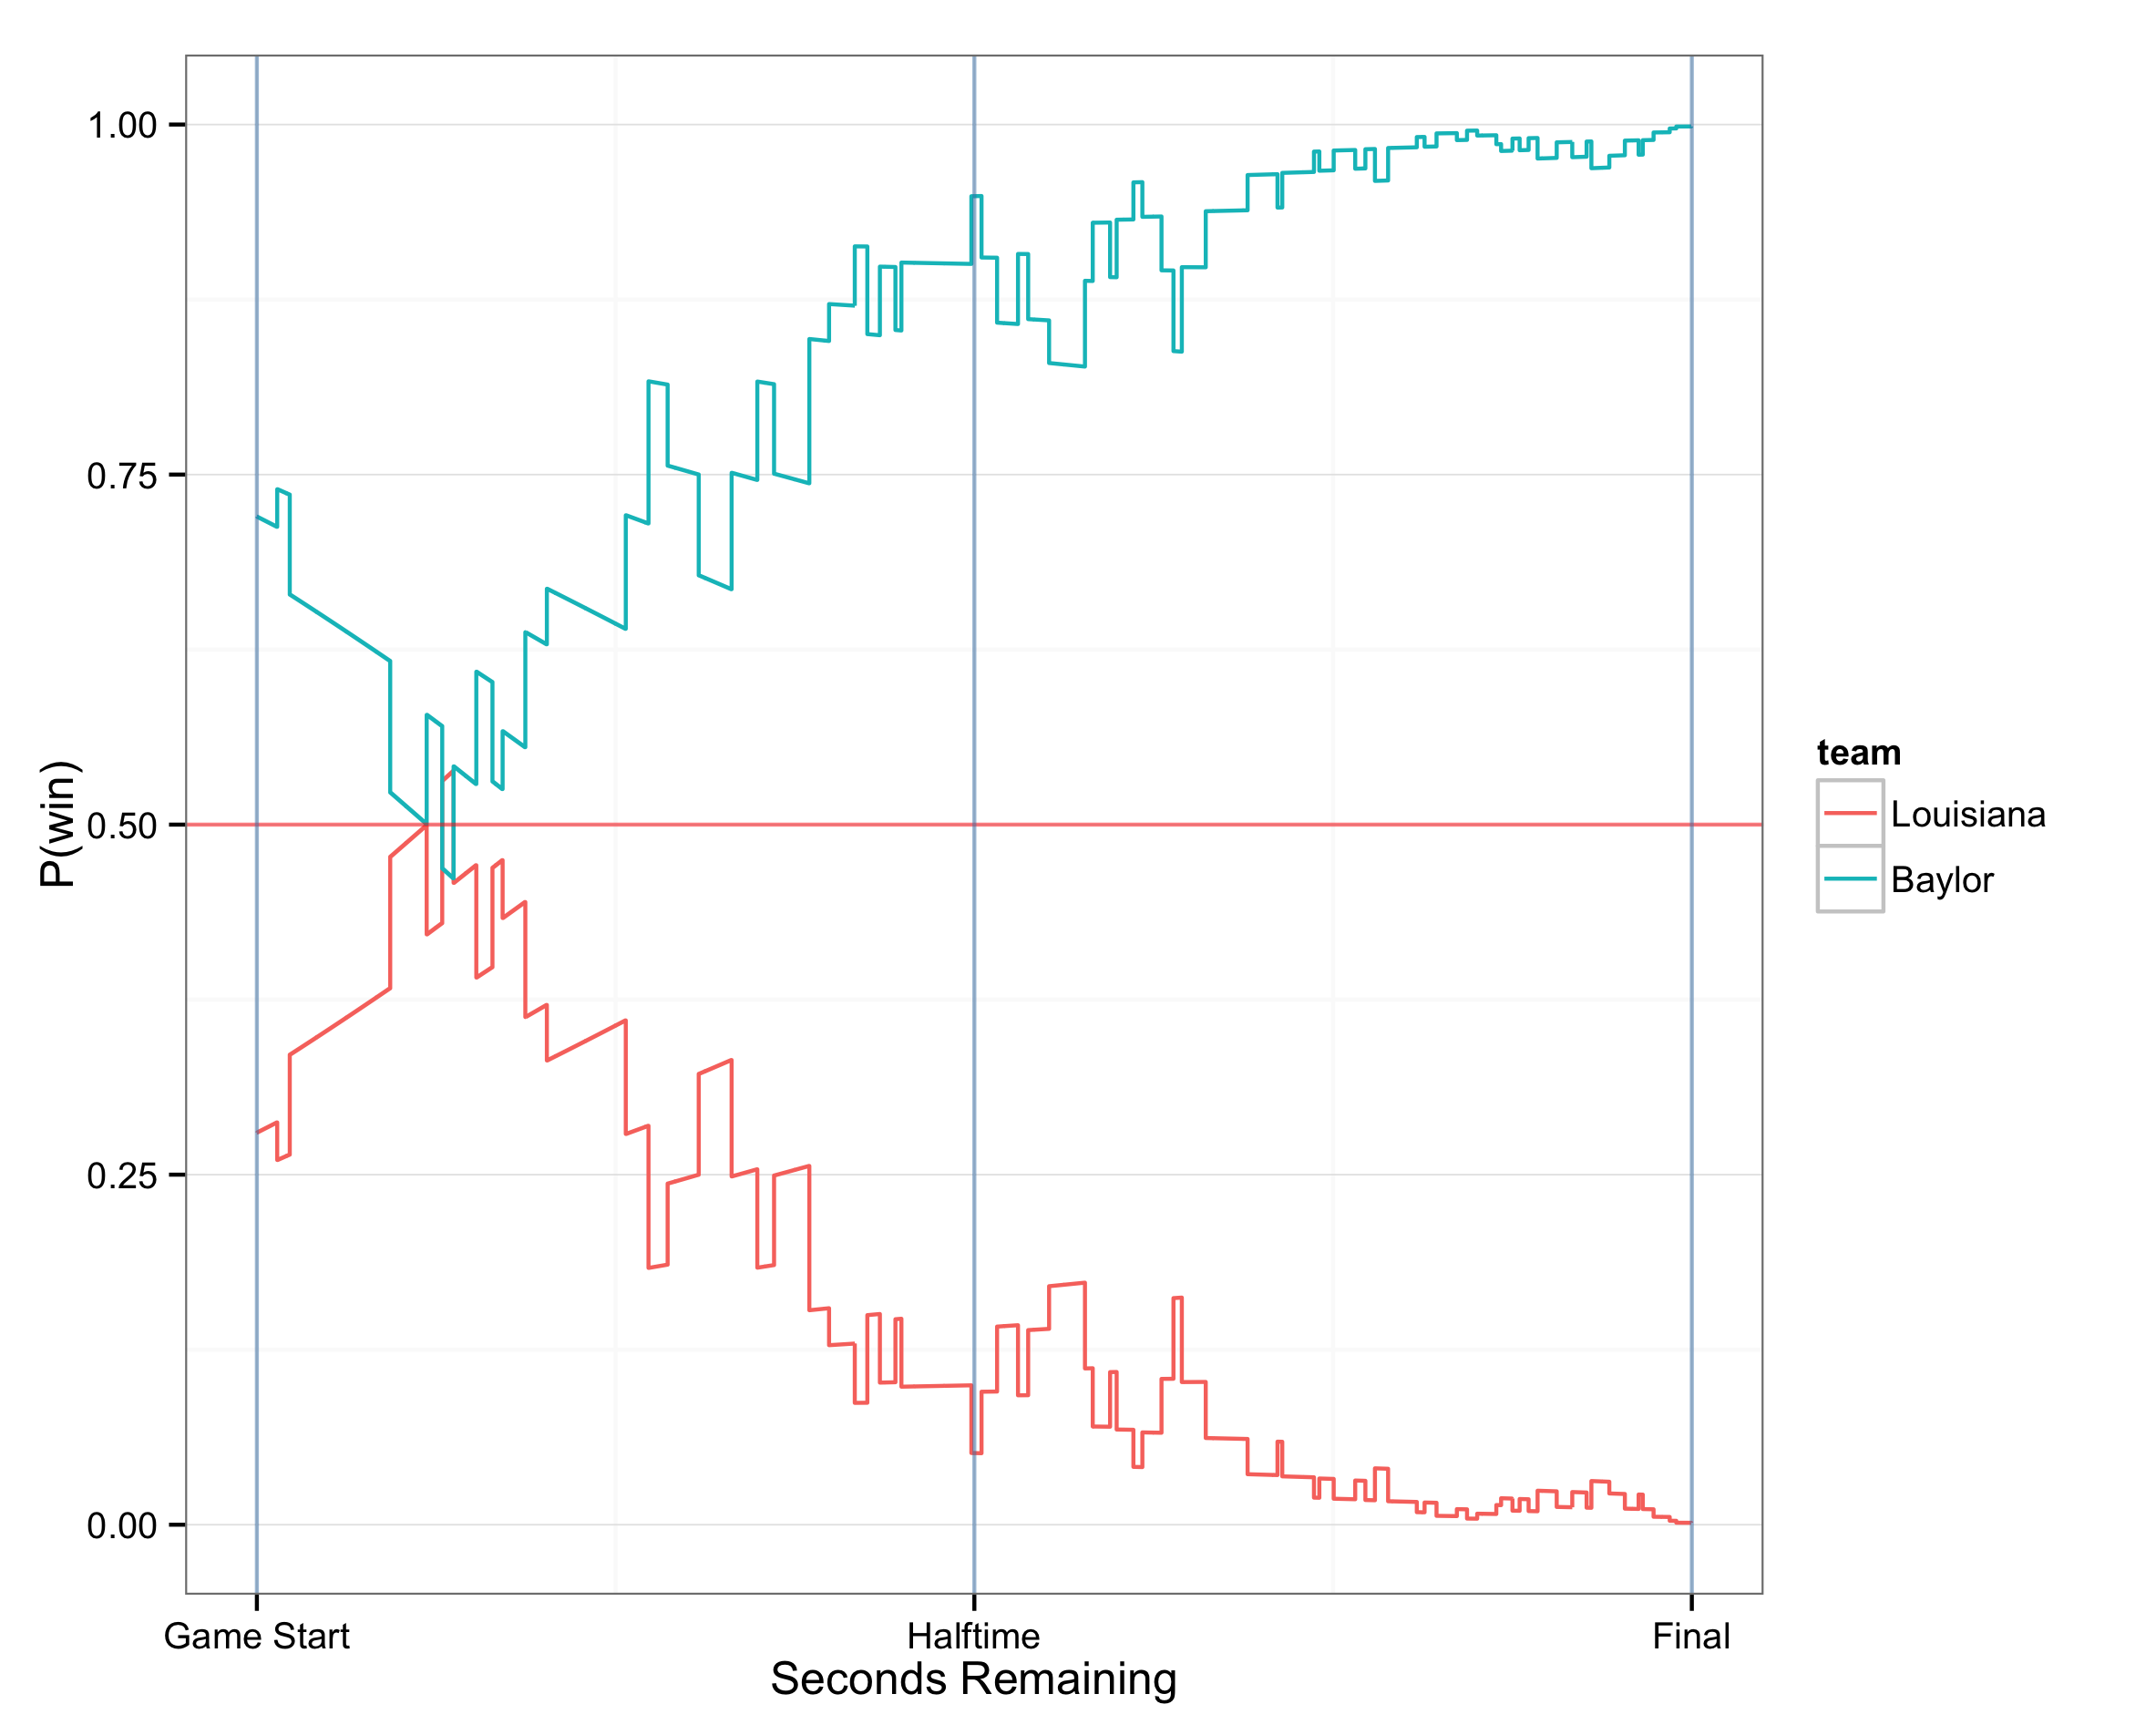 1.00
0.75
0.50
0.25
0.00
P(win)
Game Start
Halftime
Final
Seconds Remaining
team
Louisiana
Baylor